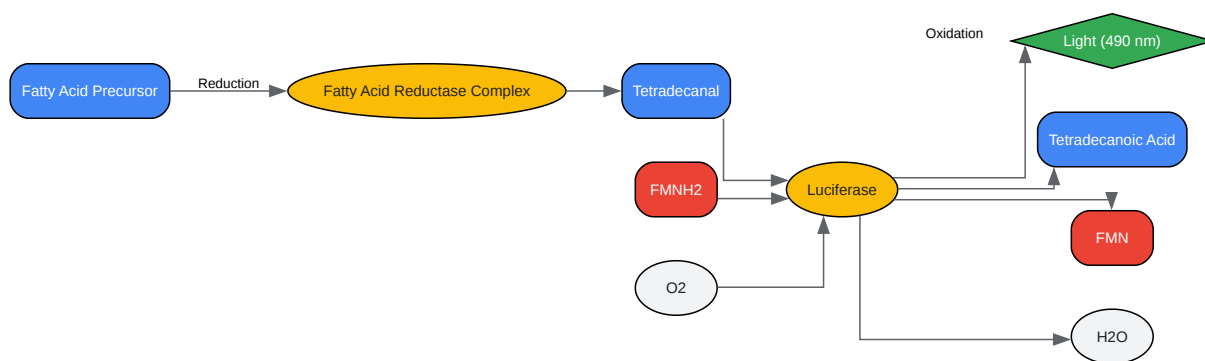 Oxidation
Light (490 nm)
Fatty Acid Precursor
Reduction
Fatty Acid Reductase Complex
Tetradecanal
Tetradecanoic Acid
FMNH2
Luciferase
FMN
O2
H2O